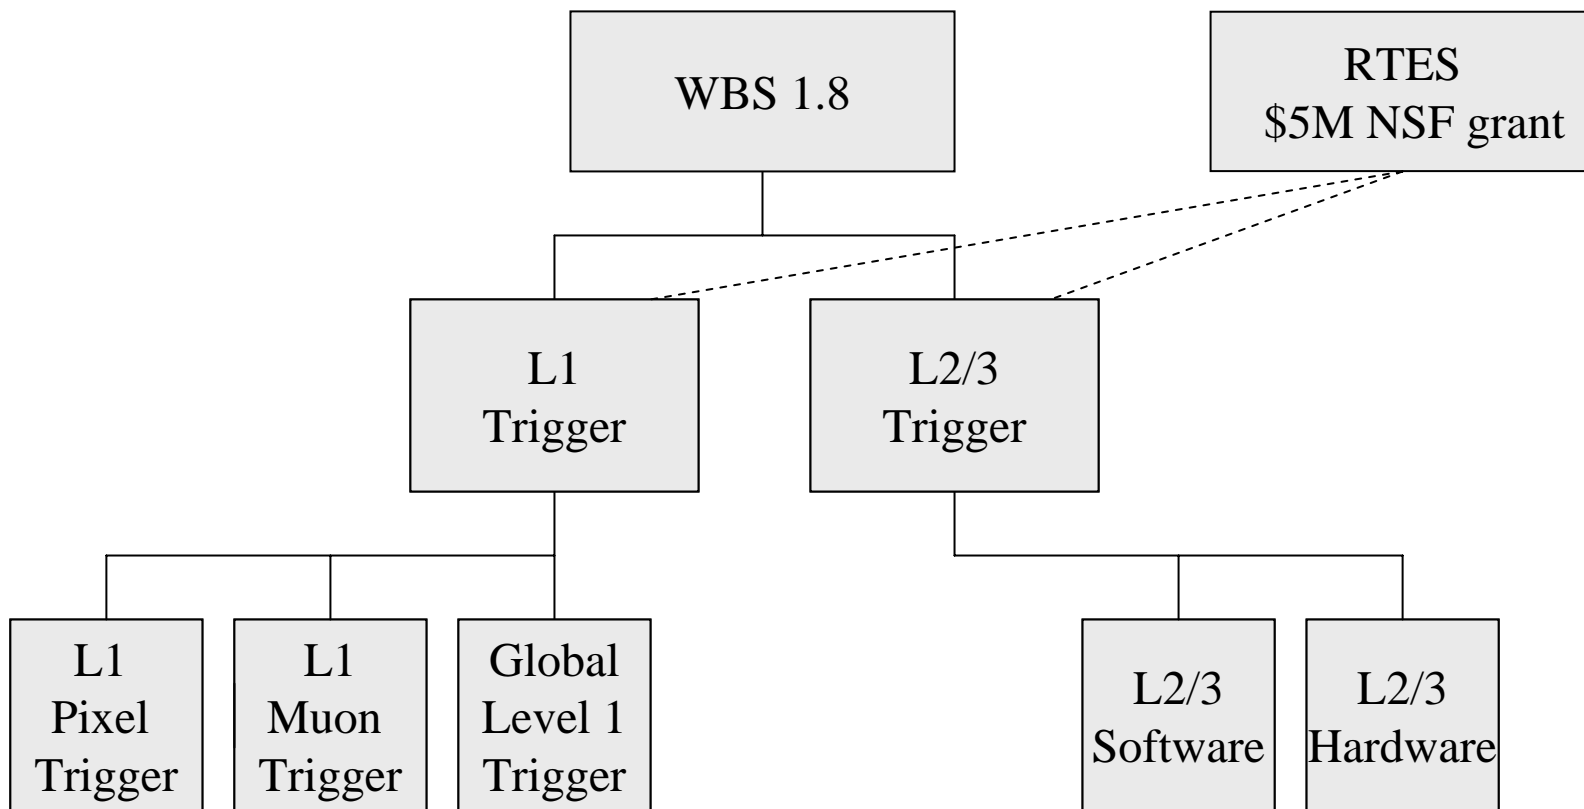 WBS 1.8
RTES
$5M NSF grant
L1
Trigger
L2/3
Trigger
L1
Pixel
Trigger
L1
Muon
Trigger
Global
Level 1
Trigger
L2/3
Software
L2/3
Hardware